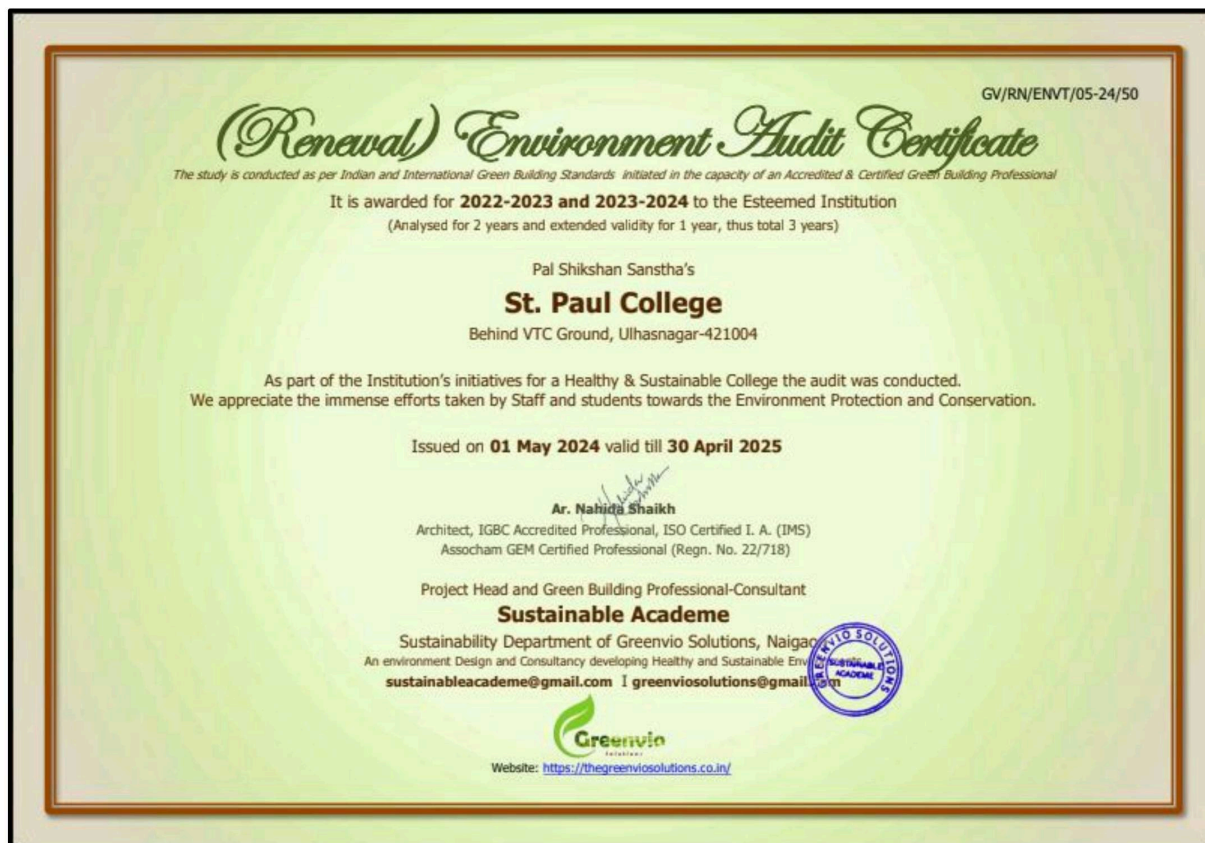 GV/RN/ENVT/05-24/50
(Renewal) Environment Audit Certificate
The study is conducted as per Indian and International Green Building Standards initiated in the capacity of an Accredited & Certified Green Building Professional
It is awarded for 2022-2023 and 2023-2024 to the Esteemed Institution
(Analysed for 2 years and extended validity for 1 year, thus total 3 years)
Pal Shikshan Sanstha's
St. Paul College
Behind VTC Ground, Ulhasnagar-421004
As part of the Institution's initiatives for a Healthy & Sustainable College the audit was conducted.
We appreciate the immense efforts taken by Staff and students towards the Environment Protection and Conservation.
Issued on 01 May 2024 valid till 30 April 2025
Ar. Nahida Shaikh
Architect, IGBC Accredited Professional, ISO Certified I. A. (IMS)
Assocham GEM Certified Professional (Regn. No. 22/718)
Project Head and Green Building Professional-Consultant
Sustainable Academe
Sustainability Department of Greenvio Solutions, Naigao
An environment Design and Consultancy developing Healthy and Sustainable
sustainableacademe@gmail.com I greenviosolutions@gmail.com
GREENVIO SOLUTIONS
SUSTAINABLE
ACADEME
Greenvio
Solutions
Website: https://thegreenviosolutions.co.in/